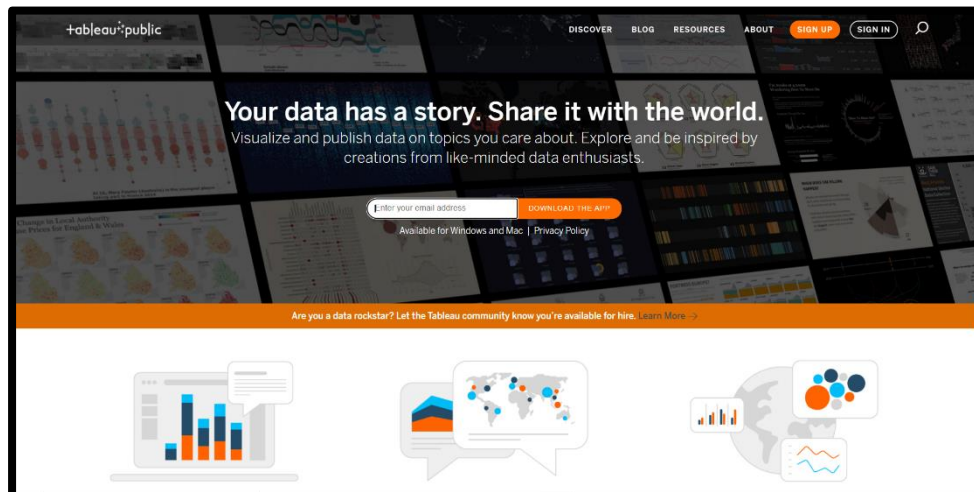 +ableau public
DISCOVER BLOG RESOURCES ABOUT SIGN UP SIGN IN
Your data has a story. Share it with the world.
Visualize and publish data on topics you care about. Explore and be inspired by
creations from like-minded data enthusiasts.
Enter your email address DOWNLOAD THE APP
Available for Windows and Mac | Privacy Policy
Change in Local Authority
Prices for England & Wales
Are you a data rockstar? Let the Tableau community know you're available for hire. Learn More →